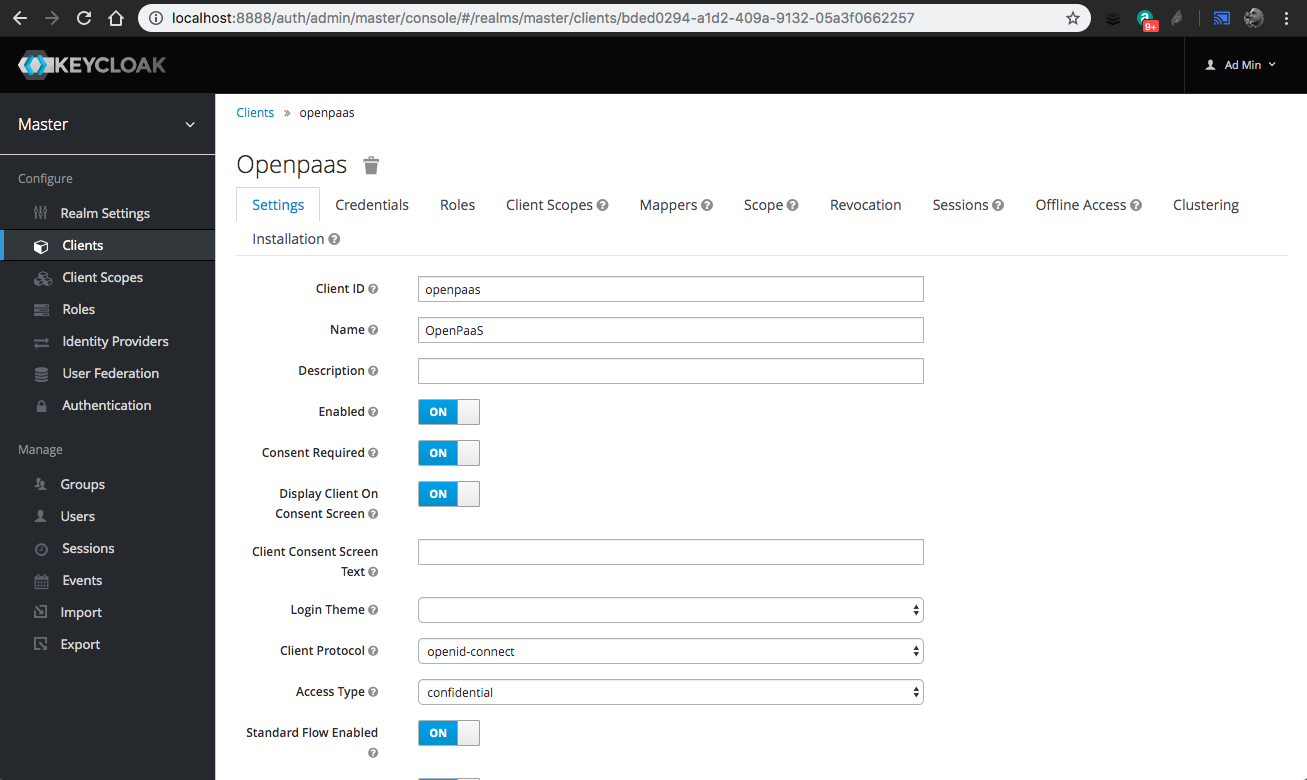 localhost:8888/auth/admin/master/console/#/realms/master/clients/bded0294-a1d2-409a-9132-05a3f0662257
9+
KEYCLOAK
Ad Min
Master
Clients » openpaas
Openpaas
Configure
Realm Settings
Clients
Client Scopes
Roles
Identity Providers
User Federation
Authentication
Manage
Groups
Users
Sessions
Events
Import
Export
Settings Credentials Roles Client Scopes Mappers Scope Revocation Sessions Offline Access Clustering
Installation
Client ID openpaas
Name OpenPaaS
Description
Enabled ON
Consent Required ON
Display Client On ON
Consent Screen
Client Consent Screen
Text
Login Theme
Client Protocol openid-connect
Access Type confidential
Standard Flow Enabled ON